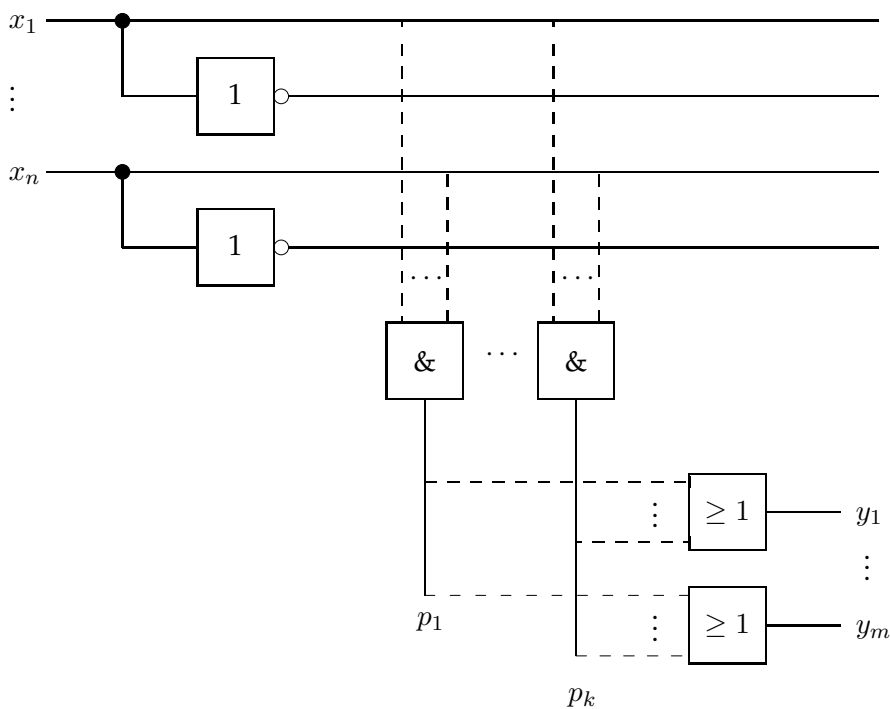 x₁
1
⋮
xₙ
1
⋯ ⋯
& ⋯ &
≥ 1 y₁
⋮
⋮
p₁ ≥ 1 yₘ
⋮
pₖ